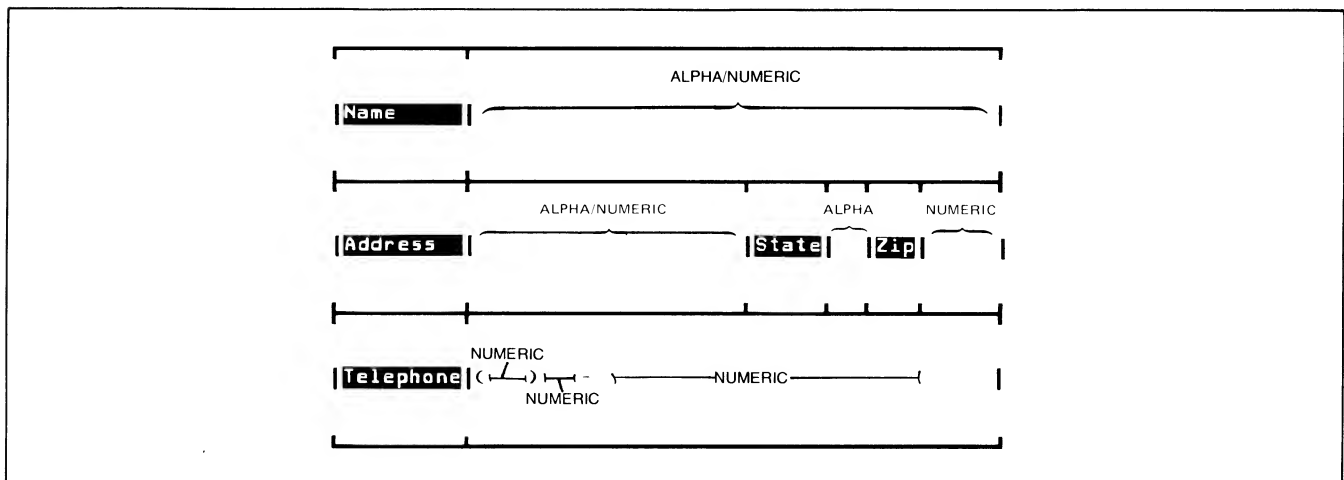 ALPHA/NUMERIC
Name
ALPHA/NUMERIC ALPHA NUMERIC
Address State Zip
NUMERIC
Telephone ( ) - NUMERIC
NUMERIC